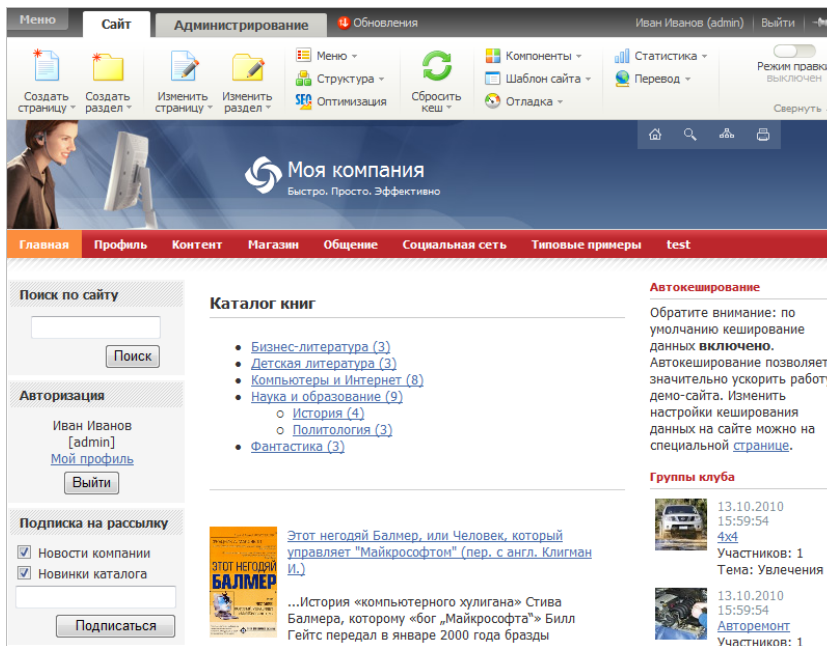 Меню
Сайт
Администрирование
Обновления
Иван Иванов (admin)
Выйти
Создать
страницу
Создать
раздел
Изменить
страницу
Изменить
раздел
Меню
Структура
SEO Оптимизация
Сбросить
кеш
Компоненты
Шаблон сайта
Отладка
Статистика
Перевод
Режим правки
выключен
Свернуть
Моя компания
Быстро. Просто. Эффективно
Главная Профиль Контент Магазин Общение Социальная сеть Типовые примеры test
Поиск по сайту
Поиск
Авторизация
Иван Иванов
[admin]
Мой профиль
Выйти
Подписка на рассылку
Новости компании
Новинки каталога
Подписаться
Каталог книг
Бизнес-литература (3)
Детская литература (3)
Компьютеры и Интернет (8)
Наука и образование (9)
История (4)
Политология (3)
Фантастика (3)
ЭТОТ НЕГОДЯЙ
БАЛМЕР
Этот негодяй Балмер, или Человек, который
управляет "Майкрософтом" (пер. с англ. Клигман
И.)
...История «компьютерного хулигана» Стива
Балмера, которому «бог „Майкрософта“» Билл
Гейтс передал в январе 2000 года бразды
Автокеширование
Обратите внимание: по
умолчанию кеширование
данных включено.
Автокеширование позволяет
значительно ускорить работу
демо-сайта. Изменить
настройки кеширования
данных на сайте можно на
специальной странице.
Группы клуба
13.10.2010
15:59:54
4x4
Участников: 1
Тема: Увлечения
13.10.2010
15:59:54
Авторемонт
Участников: 1